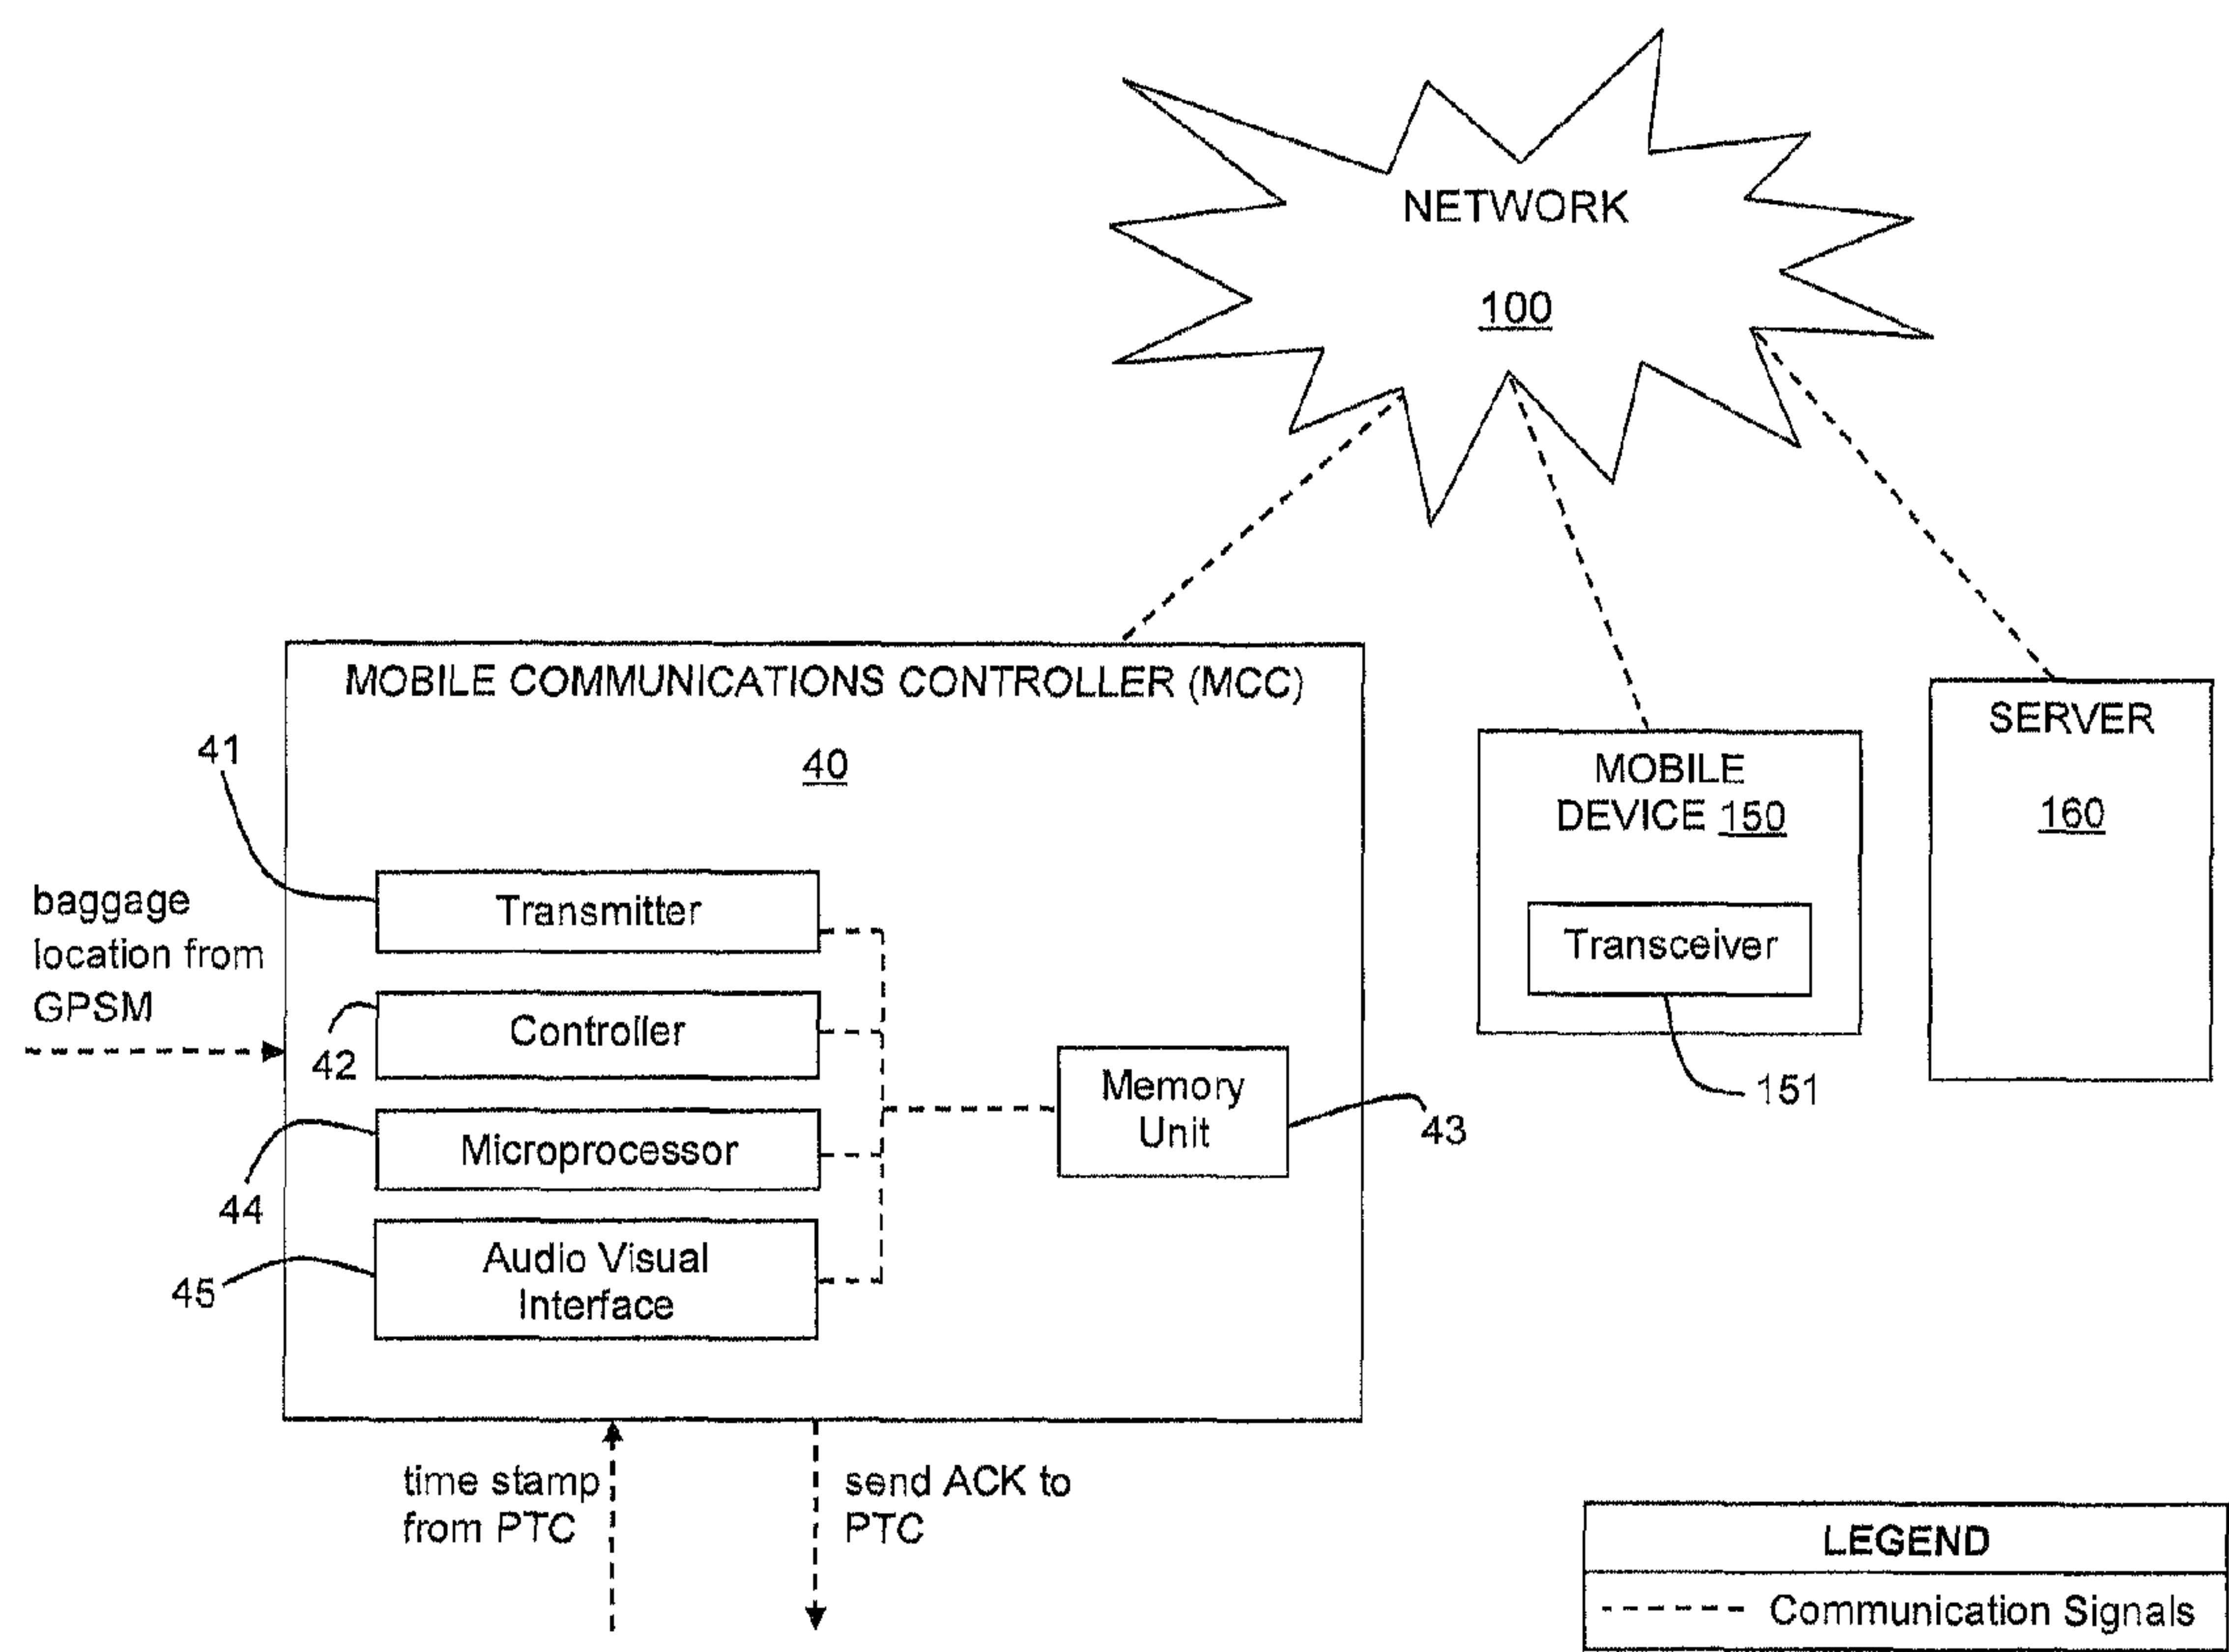 NETWORK
100
MOBILE COMMUNICATIONS CONTROLLER (MCC)
40
41
Transmitter
42
Controller
44
Microprocessor
45
Audio Visual
Interface
Memory
Unit
43
baggage
location from
GPSM
time stamp
from PTC
send ACK to
PTC
MOBILE
DEVICE 150
Transceiver
151
SERVER
160
LEGEND
Communication Signals